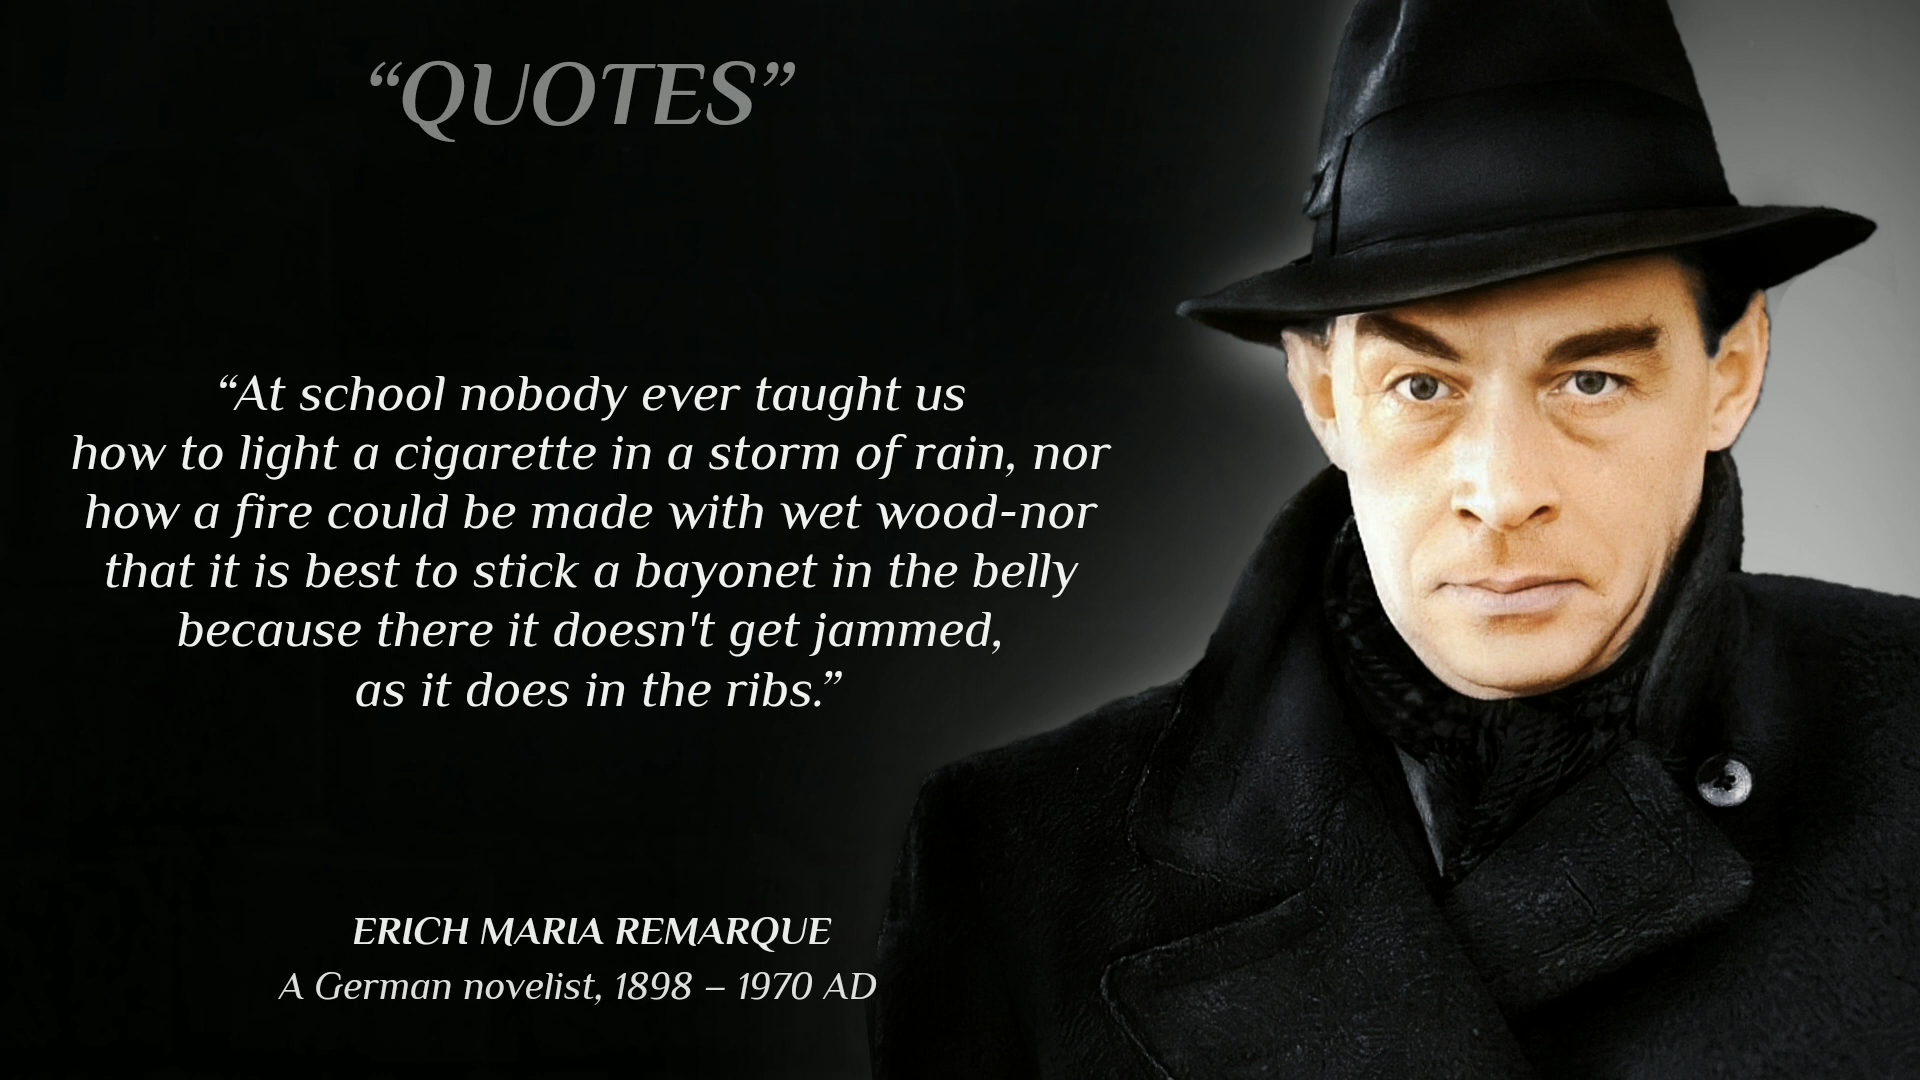 “QUOTES”
“At school nobody ever taught us
how to light a cigarette in a storm of rain, nor
how a fire could be made with wet wood-nor
that it is best to stick a bayonet in the belly
because there it doesn't get jammed,
as it does in the ribs.”
ERICH MARIA REMARQUE
A German novelist, 1898 – 1970 AD